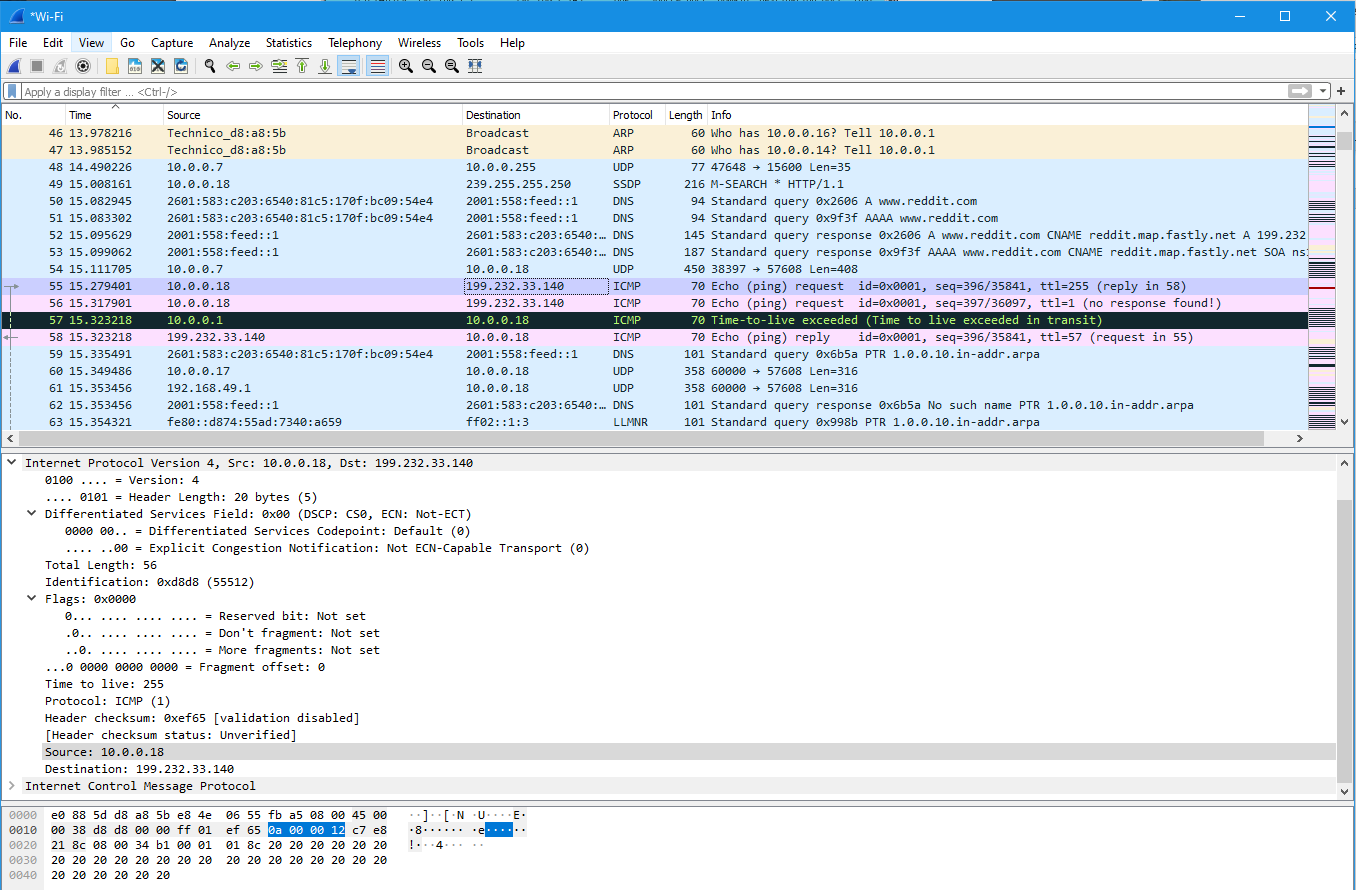 *Wi-Fi
File Edit View Go Capture Analyze Statistics Telephony Wireless Tools Help
Apply a display filter ... <Ctrl-/>
No. Time Source Destination Protocol Length Info
46 13.978216 Technico_d8:a8:5b Broadcast ARP 60 Who has 10.0.0.16? Tell 10.0.0.1
47 13.985152 Technico_d8:a8:5b Broadcast ARP 60 Who has 10.0.0.14? Tell 10.0.0.1
48 14.490226 10.0.0.7 10.0.0.255 UDP 77 47648 → 15600 Len=35
49 15.008161 10.0.0.18 239.255.255.250 SSDP 216 M-SEARCH * HTTP/1.1
50 15.082945 2601:583:c203:6540:81c5:170f:bc09:54e4 2001:558:feed::1 DNS 94 Standard query 0x2606 A www.reddit.com
51 15.083302 2601:583:c203:6540:81c5:170f:bc09:54e4 2001:558:feed::1 DNS 94 Standard query 0x9f3f AAAA www.reddit.com
52 15.095629 2001:558:feed::1 2601:583:c203:6540:… DNS 145 Standard query response 0x2606 A www.reddit.com CNAME reddit.map.fastly.net A 199.232
53 15.099062 2001:558:feed::1 2601:583:c203:6540:… DNS 187 Standard query response 0x9f3f AAAA www.reddit.com CNAME reddit.map.fastly.net SOA ns
54 15.111705 10.0.0.7 10.0.0.18 UDP 450 38397 → 57608 Len=408
55 15.279401 10.0.0.18 199.232.33.140 ICMP 70 Echo (ping) request id=0x0001, seq=396/35841, ttl=255 (reply in 58)
56 15.317901 10.0.0.18 199.232.33.140 ICMP 70 Echo (ping) request id=0x0001, seq=397/36097, ttl=1 (no response found!)
57 15.323218 10.0.0.1 10.0.0.18 ICMP 70 Time-to-live exceeded (Time to live exceeded in transit)
58 15.323218 199.232.33.140 10.0.0.18 ICMP 70 Echo (ping) reply id=0x0001, seq=396/35841, ttl=57 (request in 55)
59 15.335491 2601:583:c203:6540:81c5:170f:bc09:54e4 2001:558:feed::1 DNS 101 Standard query 0x6b5a PTR 1.0.0.10.in-addr.arpa
60 15.349486 10.0.0.17 10.0.0.18 UDP 358 60000 → 57608 Len=316
61 15.353456 192.168.49.1 10.0.0.18 UDP 358 60000 → 57608 Len=316
62 15.353456 2001:558:feed::1 2601:583:c203:6540:… DNS 101 Standard query response 0x6b5a No such name PTR 1.0.0.10.in-addr.arpa
63 15.354321 fe80::d874:55ad:7340:a659 ff02::1:3 LLMNR 101 Standard query 0x998b PTR 1.0.0.10.in-addr.arpa
Internet Protocol Version 4, Src: 10.0.0.18, Dst: 199.232.33.140
0100 .... = Version: 4
.... 0101 = Header Length: 20 bytes (5)
Differentiated Services Field: 0x00 (DSCP: CS0, ECN: Not-ECT)
0000 00.. = Differentiated Services Codepoint: Default (0)
.... ..00 = Explicit Congestion Notification: Not ECN-Capable Transport (0)
Total Length: 56
Identification: 0xd8d8 (55512)
Flags: 0x0000
0... .... .... .... = Reserved bit: Not set
.0.. .... .... .... = Don't fragment: Not set
..0. .... .... .... = More fragments: Not set
...0 0000 0000 0000 = Fragment offset: 0
Time to live: 255
Protocol: ICMP (1)
Header checksum: 0xef65 [validation disabled]
[Header checksum status: Unverified]
Source: 10.0.0.18
Destination: 199.232.33.140
Internet Control Message Protocol
0000 e0 88 5d d8 a8 5b e8 4e 06 55 fb a5 08 00 45 00 ··]··[·N ·U····E·
0010 00 38 d8 d8 00 00 ff 01 ef 65 0a 00 00 12 c7 e8 ·8······ ·e······
0020 21 8c 08 00 34 b1 00 01 01 8c 20 20 20 20 20 20 !···4··· ··
0030 20 20 20 20 20 20 20 20 20 20 20 20 20 20 20 20
0040 20 20 20 20 20 20